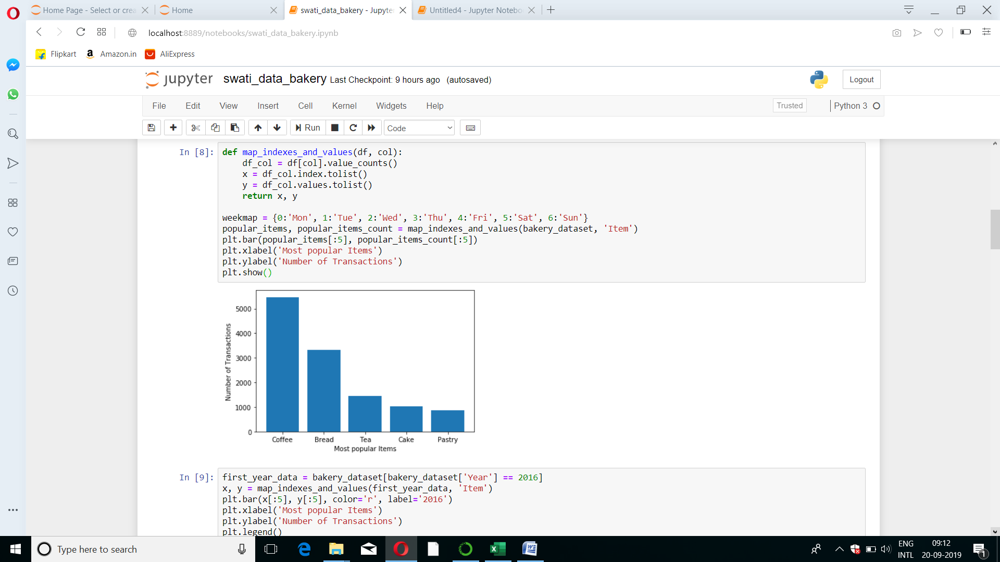 Home Page - Select or crea
Home
swati_data_bakery - Jupyter
Untitled4 - Jupyter Notebo
localhost:8889/notebooks/swati_data_bakery.ipynb
Flipkart
Amazon.in
AliExpress
jupyter
swati_data_bakery Last Checkpoint: 9 hours ago (autosaved)
Logout
File Edit View Insert Cell Kernel Widgets Help
Trusted
Python 3
Run
Code
In [8]:
def map_indexes_and_values(df, col):
    df_col = df[col].value_counts()
    x = df_col.index.tolist()
    y = df_col.values.tolist()
    return x, y
weekmap = {0:'Mon', 1:'Tue', 2:'Wed', 3:'Thu', 4:'Fri', 5:'Sat', 6:'Sun'}
popular_items, popular_items_count = map_indexes_and_values(bakery_dataset, 'Item')
plt.bar(popular_items[:5], popular_items_count[:5])
plt.xlabel('Most popular Items')
plt.ylabel('Number of Transactions')
plt.show()
Number of Transactions
5000
4000
3000
2000
1000
0
Coffee Bread Tea Cake Pastry
Most popular Items
In [9]:
first_year_data = bakery_dataset[bakery_dataset['Year'] == 2016]
x, y = map_indexes_and_values(first_year_data, 'Item')
plt.bar(x[:5], y[:5], color='r', label='2016')
plt.xlabel('Most popular Items')
plt.ylabel('Number of Transactions')
plt.legend()
Type here to search
ENG
INTL
09:12
20-09-2019
1